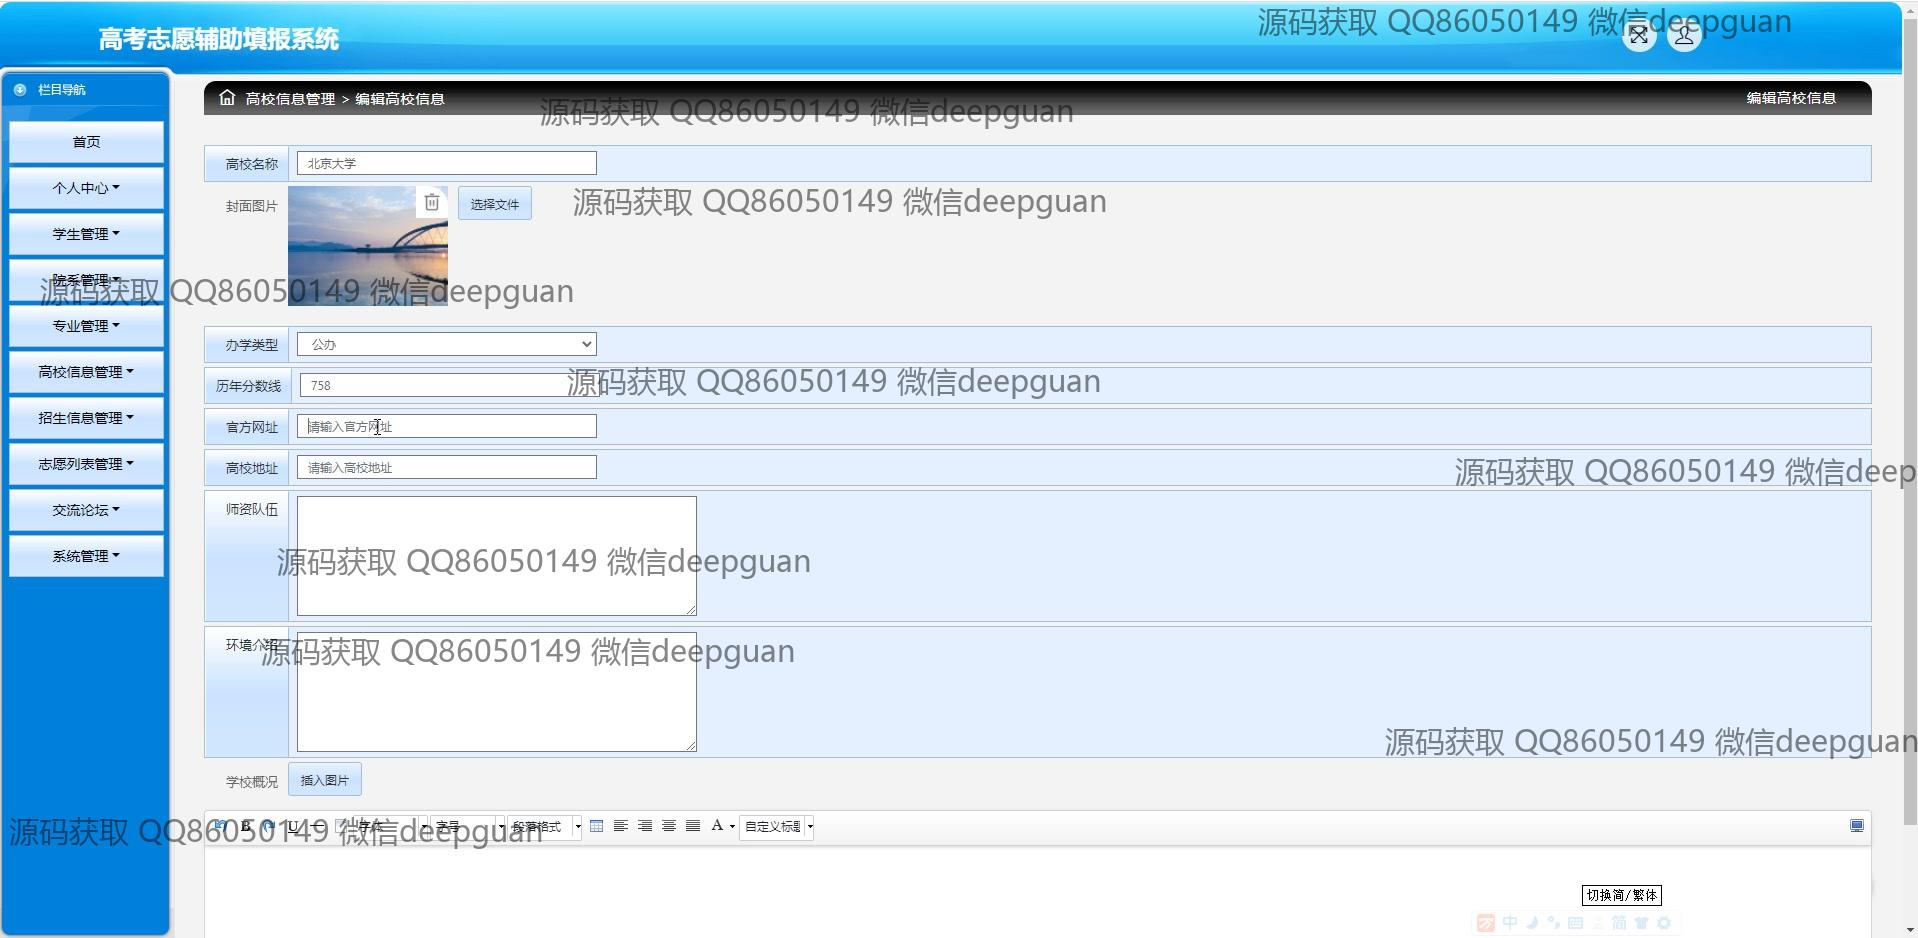 高考志愿辅助填报系统
源码获取 QQ86050149 微信deepguan
栏目导航
高校信息管理 > 编辑高校信息
编辑高校信息
源码获取 QQ86050149 微信deepguan
首页
个人中心
学生管理
院系管理
专业管理
高校信息管理
招生信息管理
志愿列表管理
交流论坛
系统管理
高校名称 北京大学
封面图片 选择文件
源码获取 QQ86050149 微信deepguan
源码获取 QQ86050149 微信deepguan
办学类型 公办
历年分数线 758
源码获取 QQ86050149 微信deepguan
官方网址 请输入官方网址
高校地址 请输入高校地址
源码获取 QQ86050149 微信deep
师资队伍
源码获取 QQ86050149 微信deepguan
环境介绍
源码获取 QQ86050149 微信deepguan
源码获取 QQ86050149 微信deepguan
学校概况 插入图片
B U 字体 字号 段落格式 A 自定义标题
源码获取 QQ86050149 微信deepguan
切换简/繁体
中 简